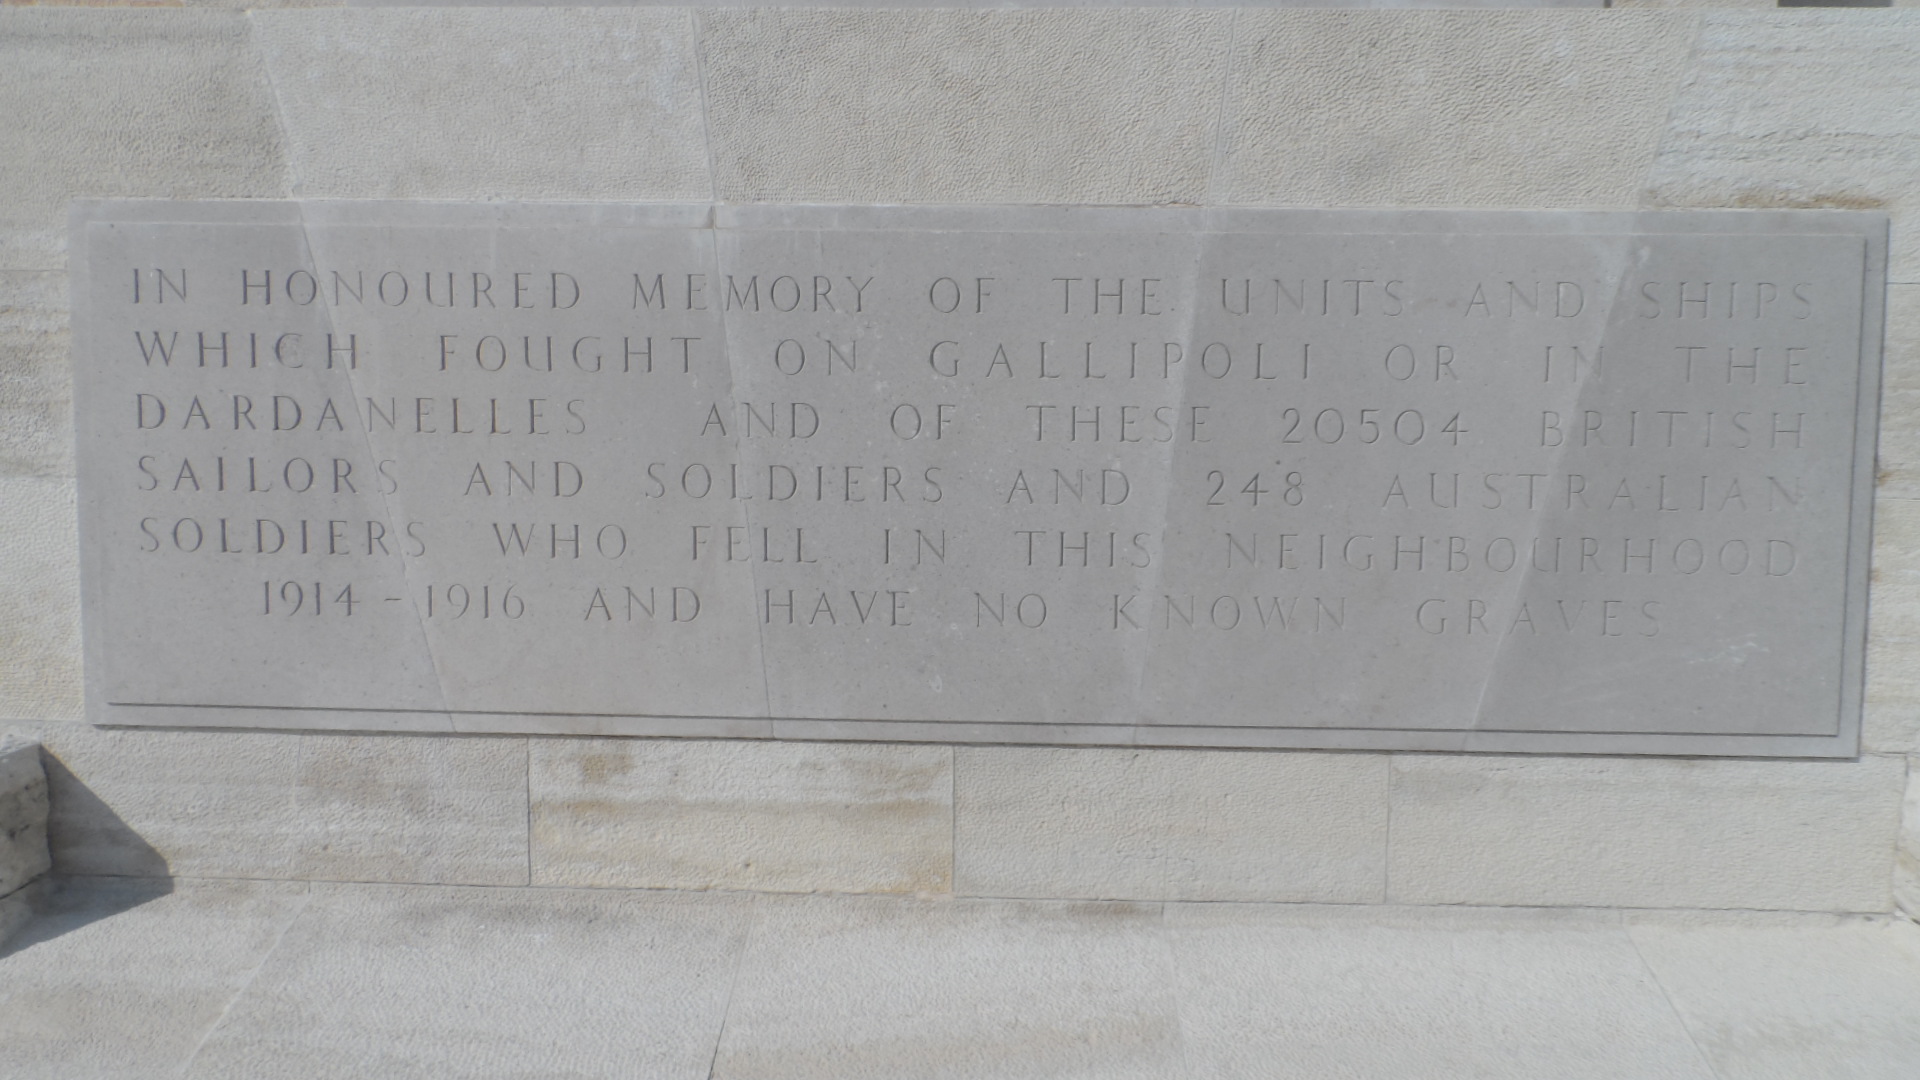 IN HONOURED MEMORY OF THE UNITS AND SHIPS
WHICH FOUGHT ON GALLIPOLI OR IN THE
DARDANELLES AND OF THESE 20504 BRITISH
SAILORS AND SOLDIERS AND 248 AUSTRALIAN
SOLDIERS WHO FELL IN THIS NEIGHBOURHOOD
1914-1916 AND HAVE NO KNOWN GRAVES